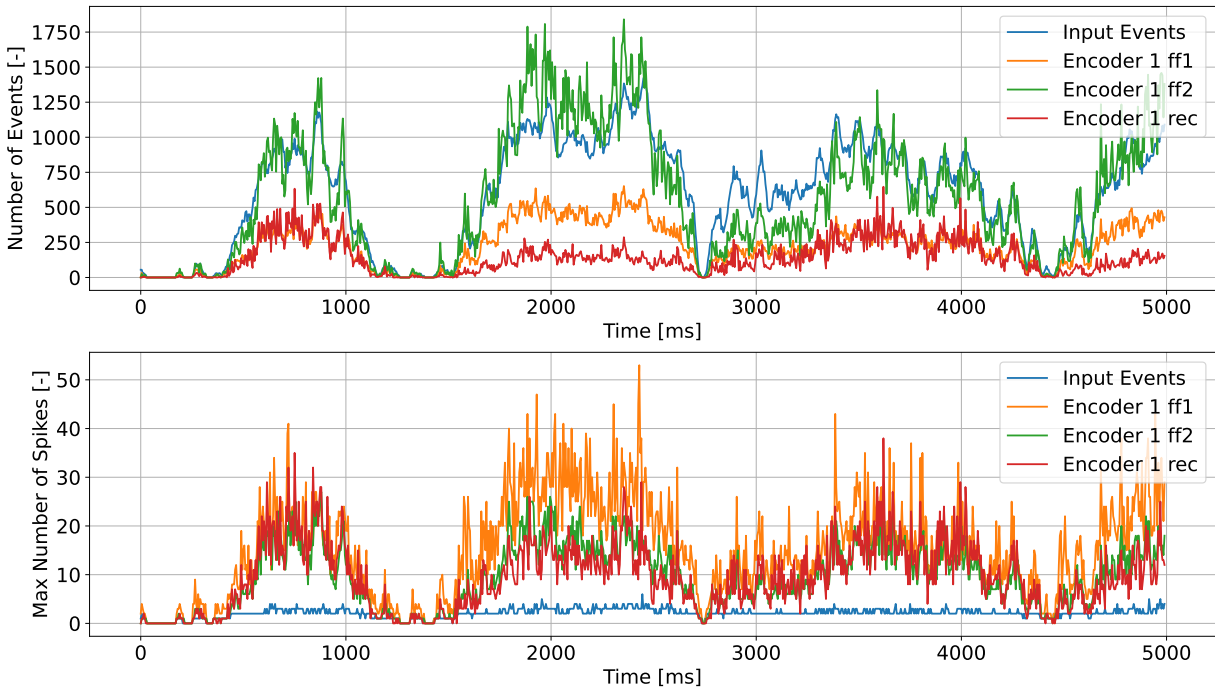 Number of Events [-]
1750
1500
1250
1000
750
500
250
0
Input Events
Encoder 1 ff1
Encoder 1 ff2
Encoder 1 rec
0 1000 2000 3000 4000 5000
Time [ms]
Max Number of Spikes [-]
50
40
30
20
10
0
Input Events
Encoder 1 ff1
Encoder 1 ff2
Encoder 1 rec
0 1000 2000 3000 4000 5000
Time [ms]